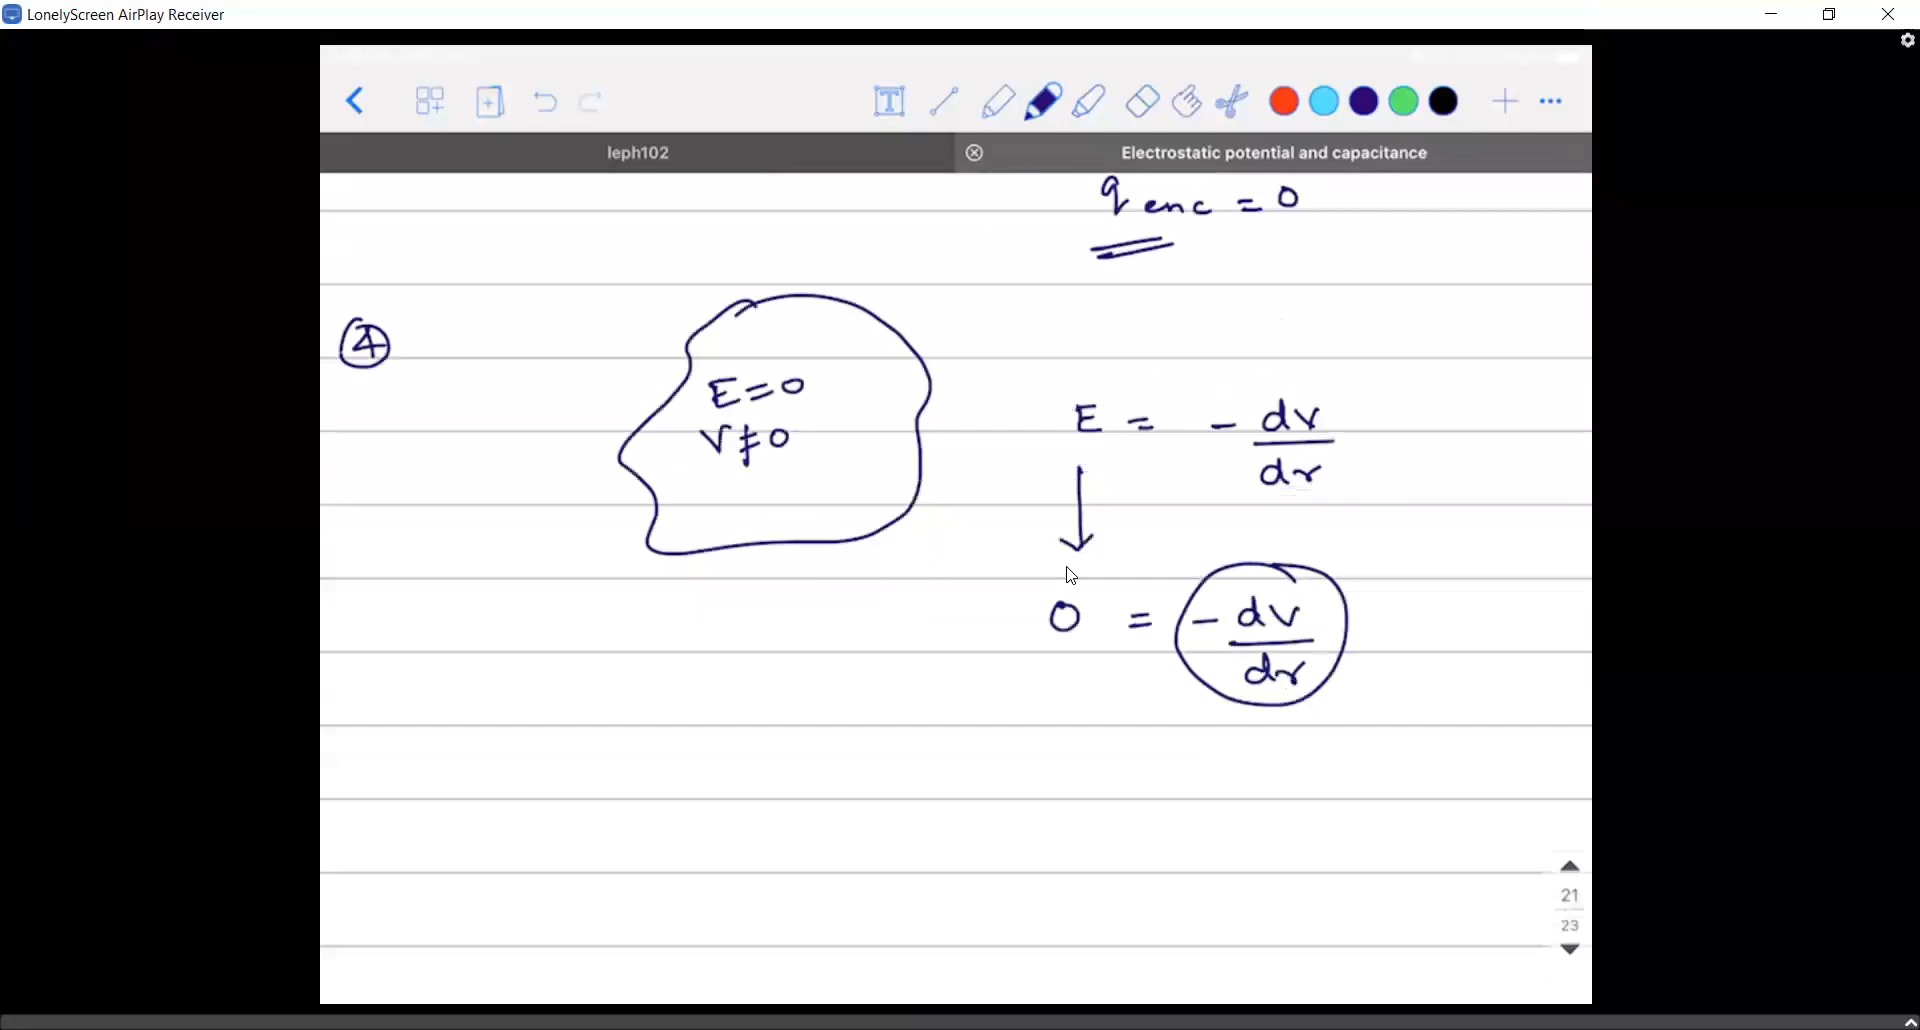 LonelyScreen AirPlay Receiver
T
leph102
Electrostatic potential and capacitance
q enc = 0
4
E = 0
V ≠ 0
E = - dv/dr
0 = - dv/dr
21
23